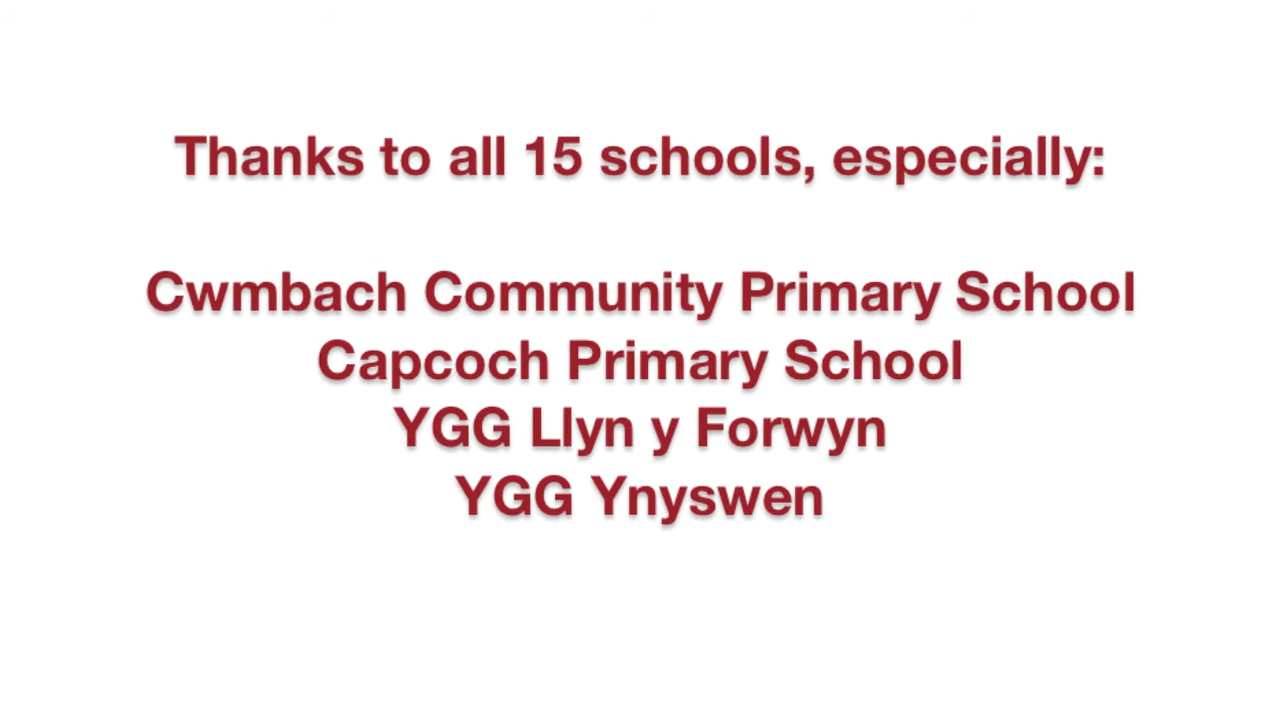 Thanks to all 15 schools, especially:
Cwmbach Community Primary School
Capcoch Primary School
YGG Llyn y Forwyn
YGG Ynyswen